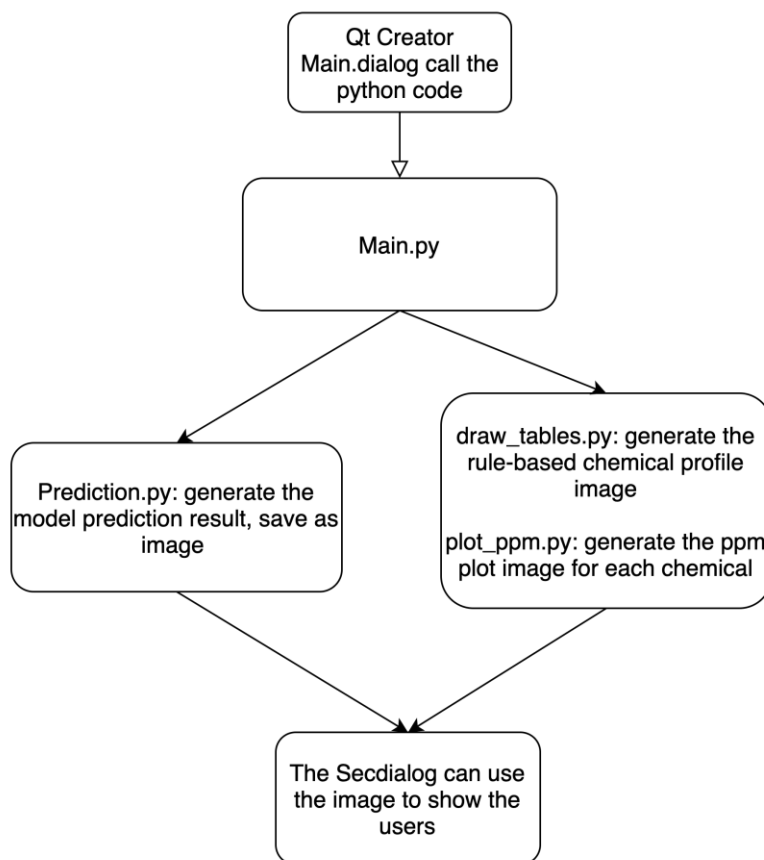 Qt Creator
Main.dialog call the
python code
Main.py
Prediction.py: generate the
model prediction result, save as
image
draw_tables.py: generate the
rule-based chemical profile
image
plot_ppm.py: generate the ppm
plot image for each chemical
The Secdialog can use
the image to show the
users